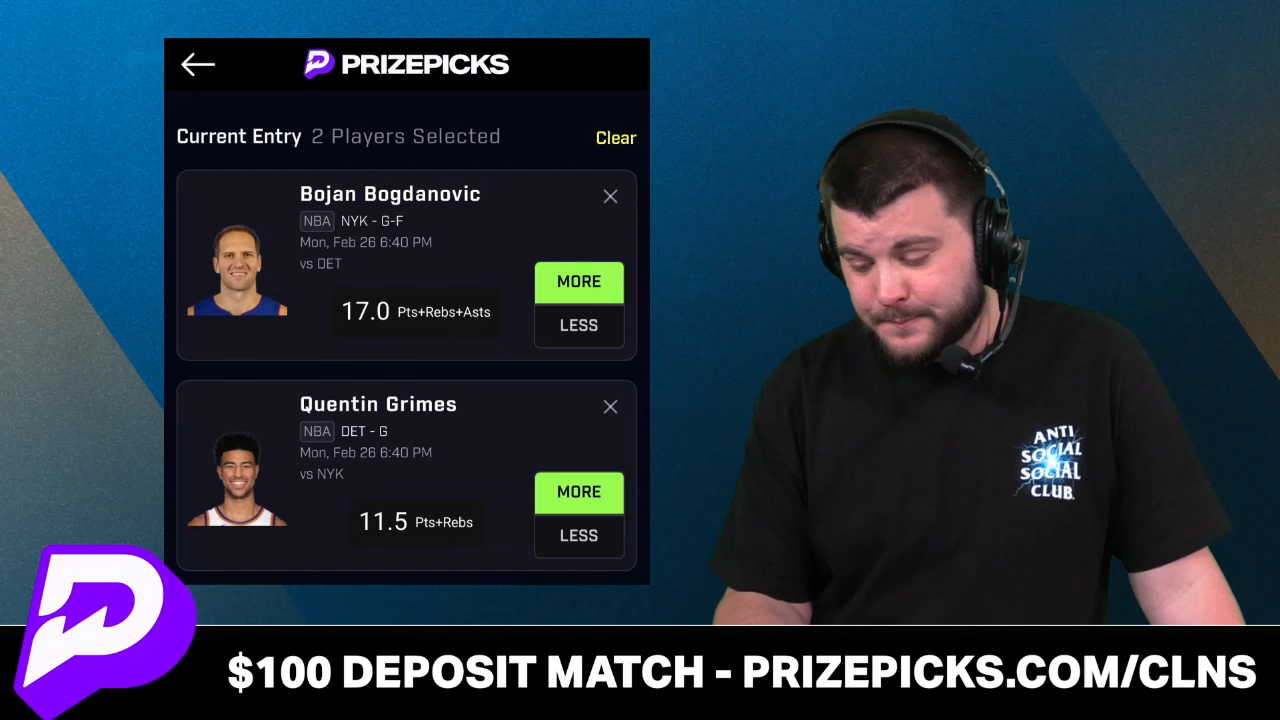 PRIZEPICKS
Current Entry 2 Players Selected Clear
Bojan Bogdanovic
NBA NYK - G-F
Mon, Feb 26 6:40 PM
vs DET
17.0 Pts+Rebs+Asts
MORE
LESS
Quentin Grimes
NBA DET - G
Mon, Feb 26 6:40 PM
vs NYK
11.5 Pts+Rebs
MORE
LESS
ANTI
SOCIAL
SOCIAL
CLUB
$100 DEPOSIT MATCH - PRIZEPICKS.COM/CLNS